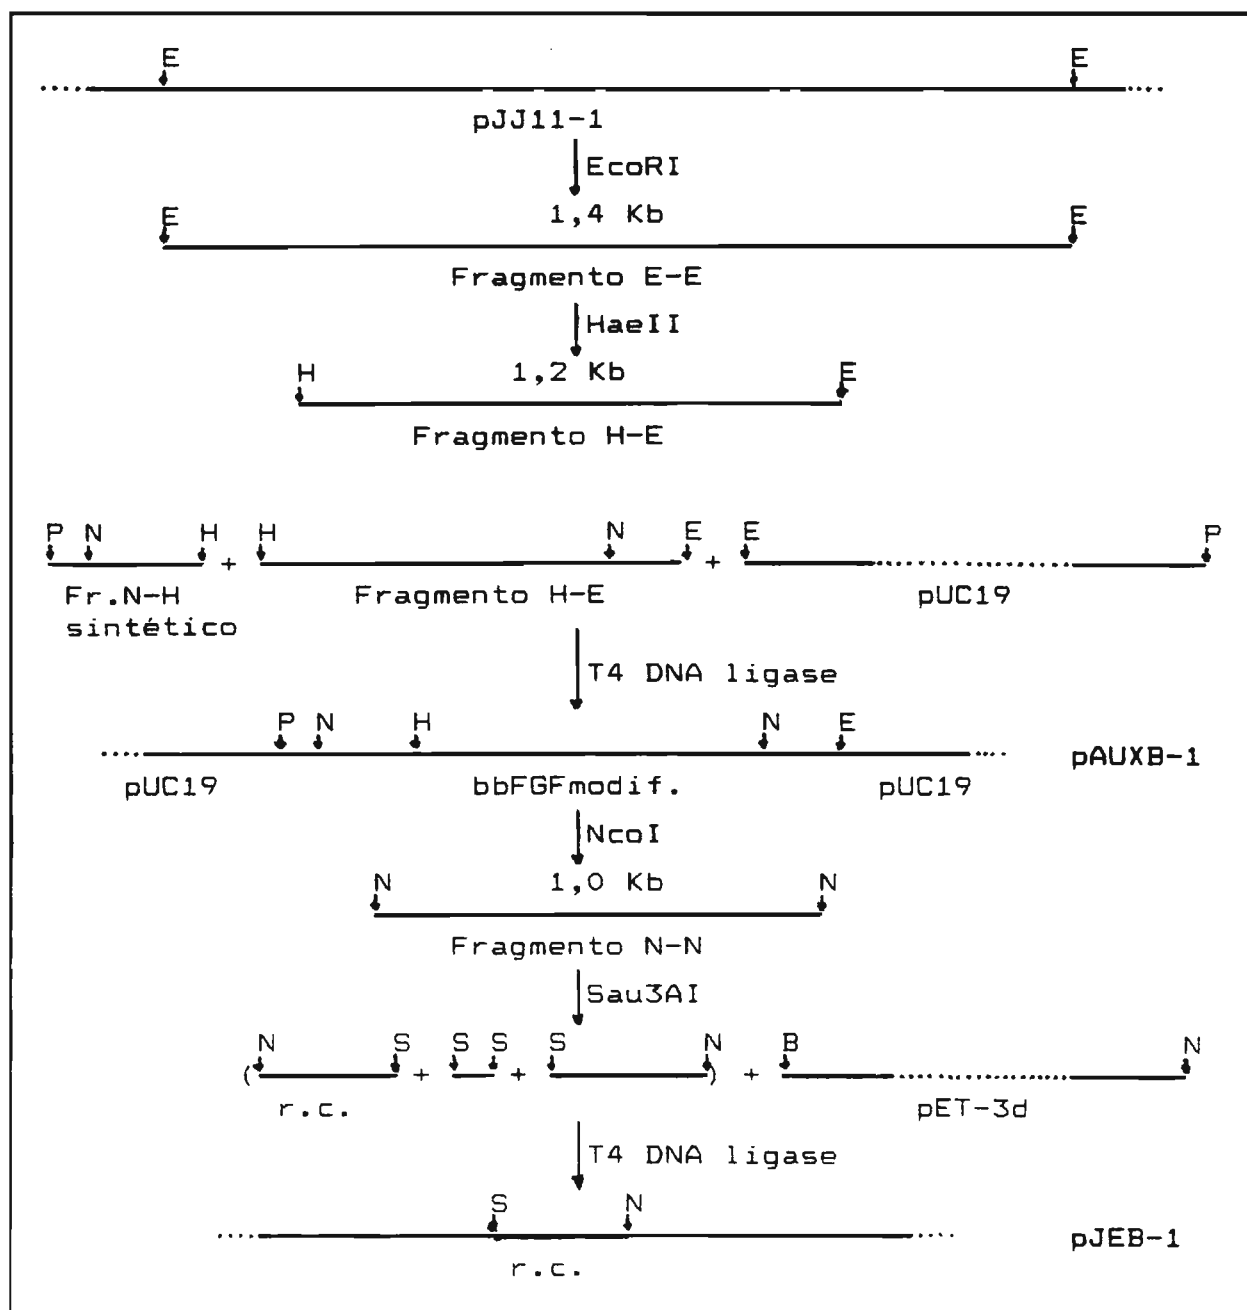 E E
pJJ11-1
EcoRI
E 1,4 Kb E
Fragmento E-E
HaeII
H 1,2 Kb E
Fragmento H-E
P N H + H N E + E P
Fr.N-H Fragmento H-E pUC19
sintético
T4 DNA ligase
P N H N E
pAUXB-1
pUC19 bbFGFmodif. pUC19
NcoI
N 1,0 Kb N
Fragmento N-N
Sau3AI
(N S + S S + S N) + B N
r.c. pET-3d
T4 DNA ligase
S N
pJEB-1
r.c.